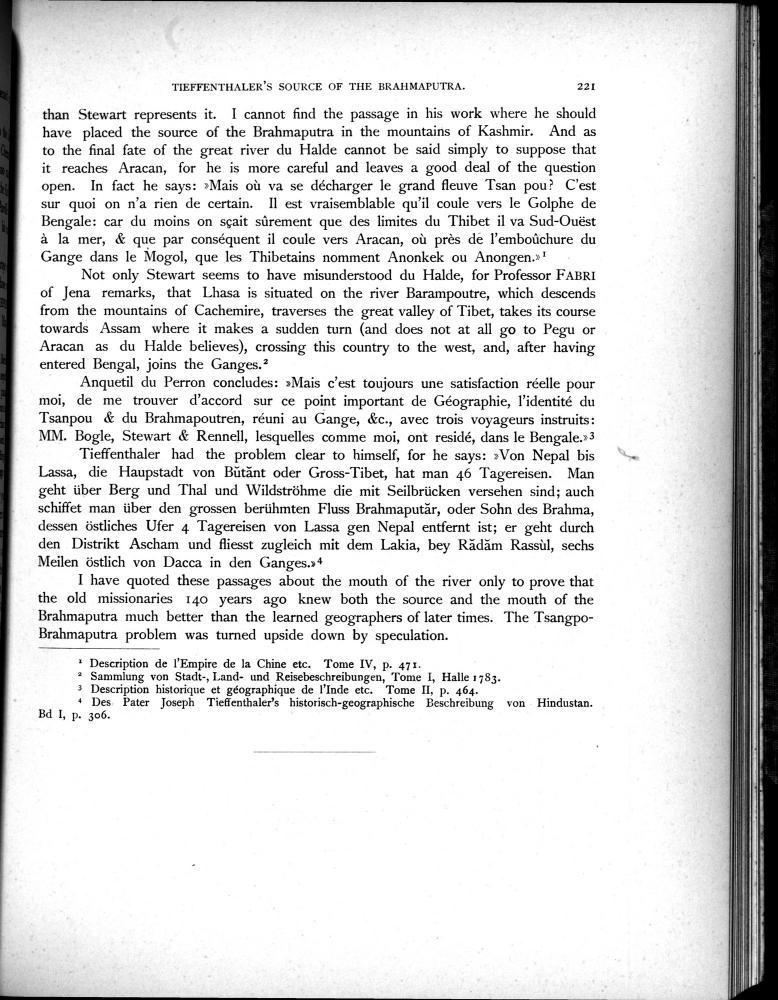 TIEFFENTHALER'S SOURCE OF THE BRAHMAPUTRA. 221
than Stewart represents it. I cannot find the passage in his work where he should
have placed the source of the Brahmaputra in the mountains of Kashmir. And as
to the final fate of the great river du Halde cannot be said simply to suppose that
it reaches Aracan, for he is more careful and leaves a good deal of the question
open. In fact he says: »Mais où va se décharger le grand fleuve Tsan pou? C'est
sur quoi on n'a rien de certain. Il est vraisemblable qu'il coule vers le Golphe de
Bengale: car du moins on sçait sûrement que des limites du Thibet il va Sud-Ouëst
à la mer, & que par conséquent il coule vers Aracan, où près de l'emboûchure du
Gange dans le Mogol, que les Thibetains nomment Anonkek ou Anongen.»¹
Not only Stewart seems to have misunderstood du Halde, for Professor FABRI
of Jena remarks, that Lhasa is situated on the river Barampoutre, which descends
from the mountains of Cachemire, traverses the great valley of Tibet, takes its course
towards Assam where it makes a sudden turn (and does not at all go to Pegu or
Aracan as du Halde believes), crossing this country to the west, and, after having
entered Bengal, joins the Ganges.²
Anquetil du Perron concludes: »Mais c'est toujours une satisfaction réelle pour
moi, de me trouver d'accord sur ce point important de Géographie, l'identité du
Tsanpou & du Brahmapoutren, réuni au Gange, &c., avec trois voyageurs instruits:
MM. Bogle, Stewart & Rennell, lesquelles comme moi, ont residé, dans le Bengale.»³
Tieffenthaler had the problem clear to himself, for he says: »Von Nepal bis
Lassa, die Haupstadt von Bŭtănt oder Gross-Tibet, hat man 46 Tagereisen. Man
geht über Berg und Thal und Wildströhme die mit Seilbrücken versehen sind; auch
schiffet man über den grossen berühmten Fluss Brahmaputăr, oder Sohn des Brahma,
dessen östliches Ufer 4 Tagereisen von Lassa gen Nepal entfernt ist; er geht durch
den Distrikt Ascham und fliesst zugleich mit dem Lakia, bey Rădăm Rassùl, sechs
Meilen östlich von Dacca in den Ganges.»⁴
I have quoted these passages about the mouth of the river only to prove that
the old missionaries 140 years ago knew both the source and the mouth of the
Brahmaputra much better than the learned geographers of later times. The Tsangpo-
Brahmaputra problem was turned upside down by speculation.
¹ Description de l'Empire de la Chine etc. Tome IV, p. 471.
² Sammlung von Stadt-, Land- und Reisebeschreibungen, Tome I, Halle 1783.
³ Description historique et géographique de l'Inde etc. Tome II, p. 464.
⁴ Des Pater Joseph Tieffenthaler's historisch-geographische Beschreibung von Hindustan.
Bd I, p. 306.